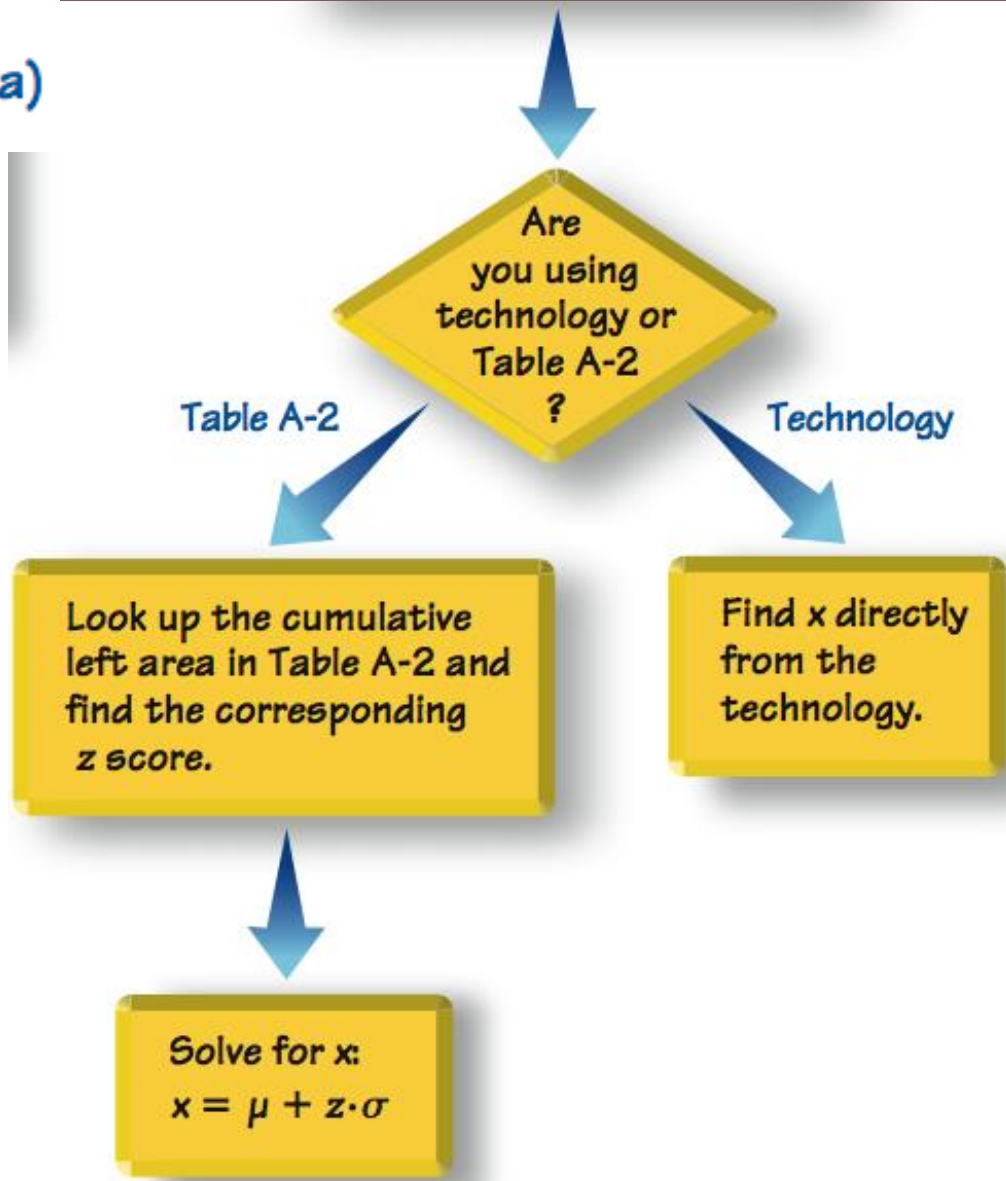 a)
Are
you using
technology or
Table A-2
?
Table A-2
Technology
Look up the cumulative
left area in Table A-2 and
find the corresponding
z score.
Find x directly
from the
technology.
Solve for x:
x = μ + z·σ